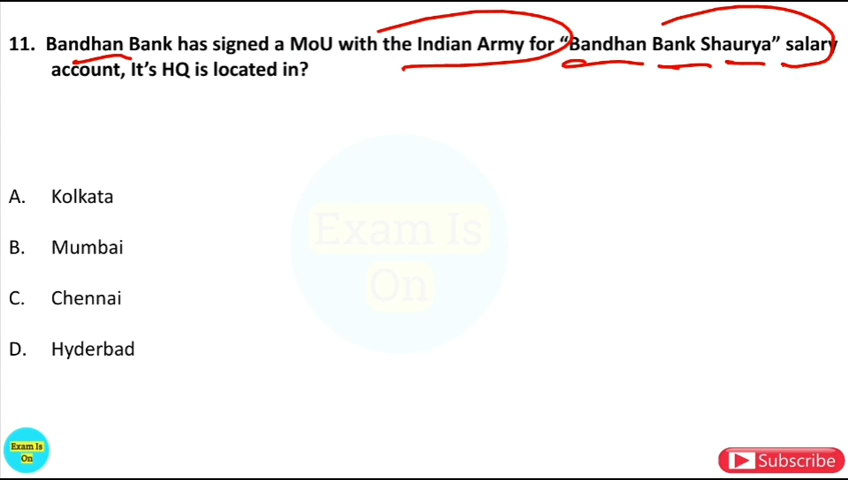 11. Bandhan Bank has signed a MoU with the Indian Army for “Bandhan Bank Shaurya” salary
account, It’s HQ is located in?
A. Kolkata
Exam Is
On
B. Mumbai
C. Chennai
D. Hyderbad
Exam Is
On
Subscribe